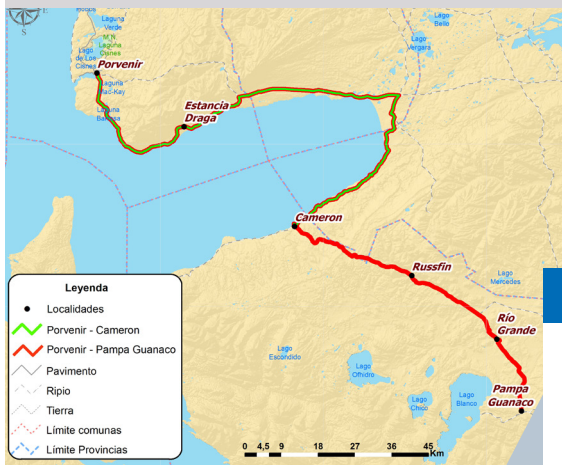 E
S
Laguna
Verde
M.N.
Laguna
Cisnes
Lago
de Los
Cisnes
Porvenir
Laguna
Mac-Kay
Laguna
Estancia
Draga
Lago
Bello
Lago
Vergara
Cameron
Russfin
Lago
Mercedes
Río
Grande
Lago
Escondido
Lago
Ofhidro
Lago
Chico
Lago
Blanco
Pampa
Guanaco
Leyenda
Localidades
Porvenir - Cameron
Porvenir - Pampa Guanaco
Pavimento
Ripio
Tierra
Límite comunas
Límite Provincias
0 4,5 9 18 27 36 45
Km